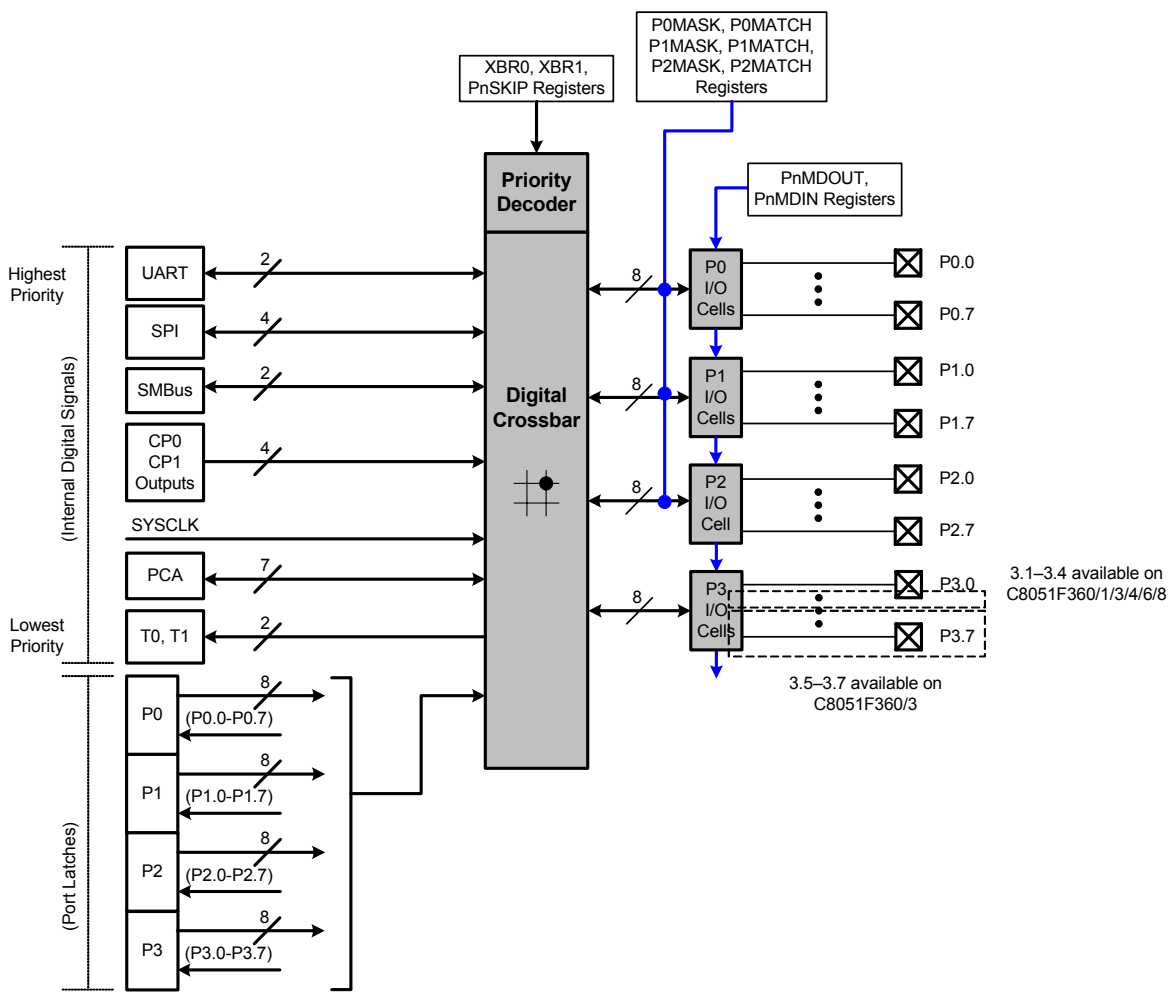 P0MASK, P0MATCH
P1MASK, P1MATCH,
P2MASK, P2MATCH
Registers
XBR0, XBR1,
PnSKIP Registers
PnMDOUT,
PnMDIN Registers
Priority
Decoder
Digital
Crossbar
Highest
Priority
(Internal Digital Signals)
Lowest
Priority
UART
2
SPI
4
SMBus
2
CP0
CP1
Outputs
4
SYSCLK
PCA
7
T0, T1
2
(Port Latches)
P0
8
(P0.0-P0.7)
P1
8
(P1.0-P1.7)
P2
8
(P2.0-P2.7)
P3
8
(P3.0-P3.7)
8
P0
I/O
Cells
P0.0
P0.7
8
P1
I/O
Cells
P1.0
P1.7
8
P2
I/O
Cell
P2.0
P2.7
8
P3
I/O
Cells
P3.0
P3.7
3.1–3.4 available on
C8051F360/1/3/4/6/8
3.5–3.7 available on
C8051F360/3